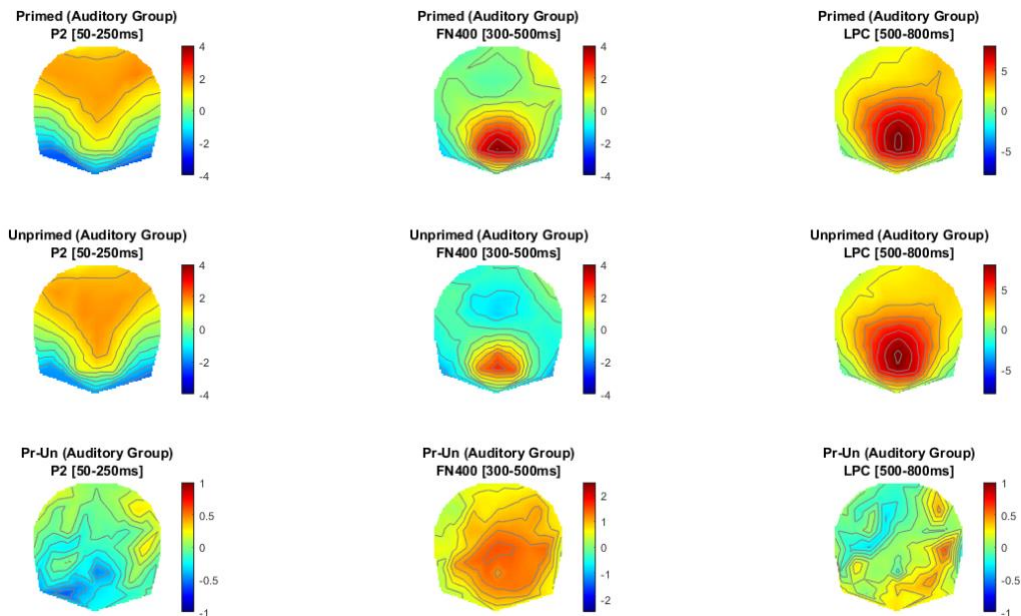 Primed (Auditory Group)
P2 [50-250ms]
4
2
0
-2
-4
Primed (Auditory Group)
FN400 [300-500ms]
4
2
0
-2
-4
Primed (Auditory Group)
LPC [500-800ms]
5
0
-5
Unprimed (Auditory Group)
P2 [50-250ms]
4
2
0
-2
-4
Unprimed (Auditory Group)
FN400 [300-500ms]
4
2
0
-2
-4
Unprimed (Auditory Group)
LPC [500-800ms]
5
0
-5
Pr-Un (Auditory Group)
P2 [50-250ms]
1
0.5
0
-0.5
-1
Pr-Un (Auditory Group)
FN400 [300-500ms]
2
1
0
-1
-2
Pr-Un (Auditory Group)
LPC [500-800ms]
1
0.5
0
-0.5
-1